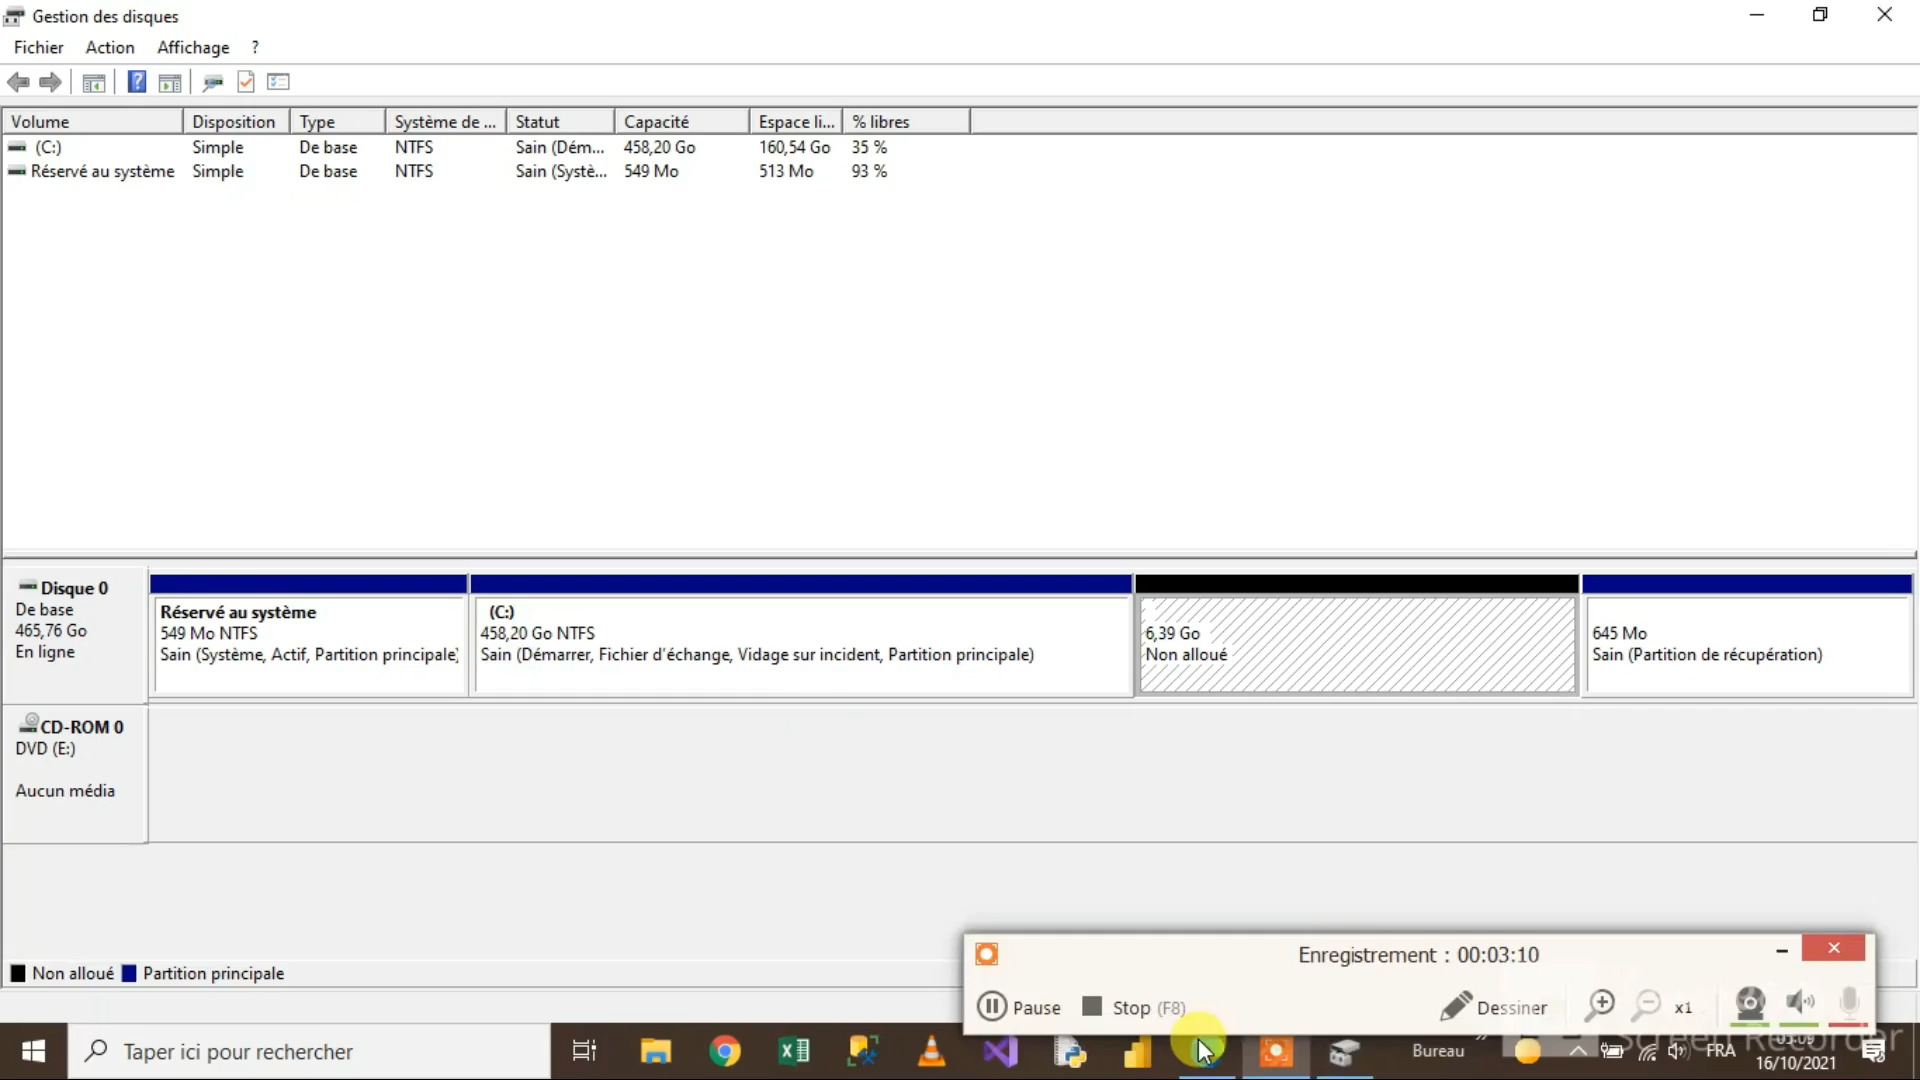 Gestion des disques
Fichier Action Affichage ?
Volume Disposition Type Système de ... Statut Capacité Espace li... % libres
(C:) Simple De base NTFS Sain (Dém... 458,20 Go 160,54 Go 35 %
Réservé au système Simple De base NTFS Sain (Systè... 549 Mo 513 Mo 93 %
Disque 0
De base
465,76 Go
En ligne
Réservé au système
549 Mo NTFS
Sain (Système, Actif, Partition principale)
(C:)
458,20 Go NTFS
Sain (Démarrer, Fichier d'échange, Vidage sur incident, Partition principale)
6,39 Go
Non alloué
645 Mo
Sain (Partition de récupération)
CD-ROM 0
DVD (E:)
Aucun média
Non alloué Partition principale
Enregistrement : 00:03:10
Pause Stop (F8) Dessiner x1
Screen Recorder
Taper ici pour rechercher
Bureau
FRA
16/10/2021